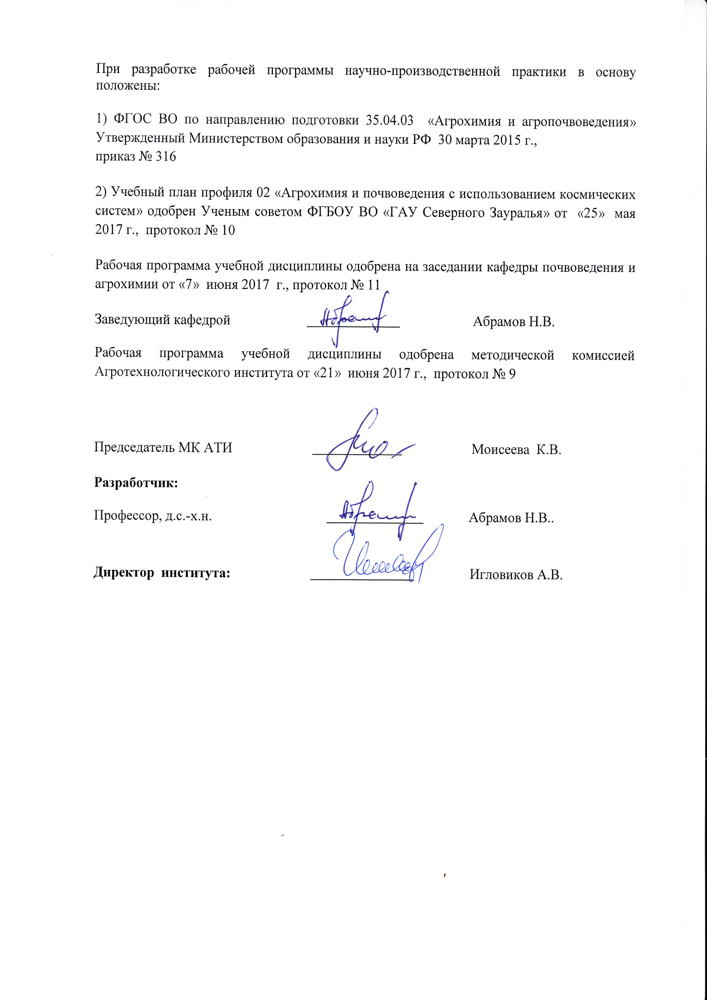 При разработке рабочей программы научно-производственной практики в основу
положены:
1) ФГОС ВО по направлению подготовки 35.04.03 «Агрохимия и агропочвоведения»
Утвержденный Министерством образования и науки РФ 30 марта 2015 г.,
приказ № 316
2) Учебный план профиля 02 «Агрохимия и почвоведения с использованием космических
систем» одобрен Ученым советом ФГБОУ ВО «ГАУ Северного Зауралья» от «25» мая
2017 г., протокол № 10
Рабочая программа учебной дисциплины одобрена на заседании кафедры почвоведения и
агрохимии от «7» июня 2017 г., протокол № 11
Заведующий кафедрой Абрамов Н.В.
Рабочая программа учебной дисциплины одобрена методической комиссией
Агротехнологического института от «21» июня 2017 г., протокол № 9
Председатель МК АТИ Моисеева К.В.
Разработчик:
Профессор, д.с.-х.н. Абрамов Н.В..
Директор института: Игловиков А.В.